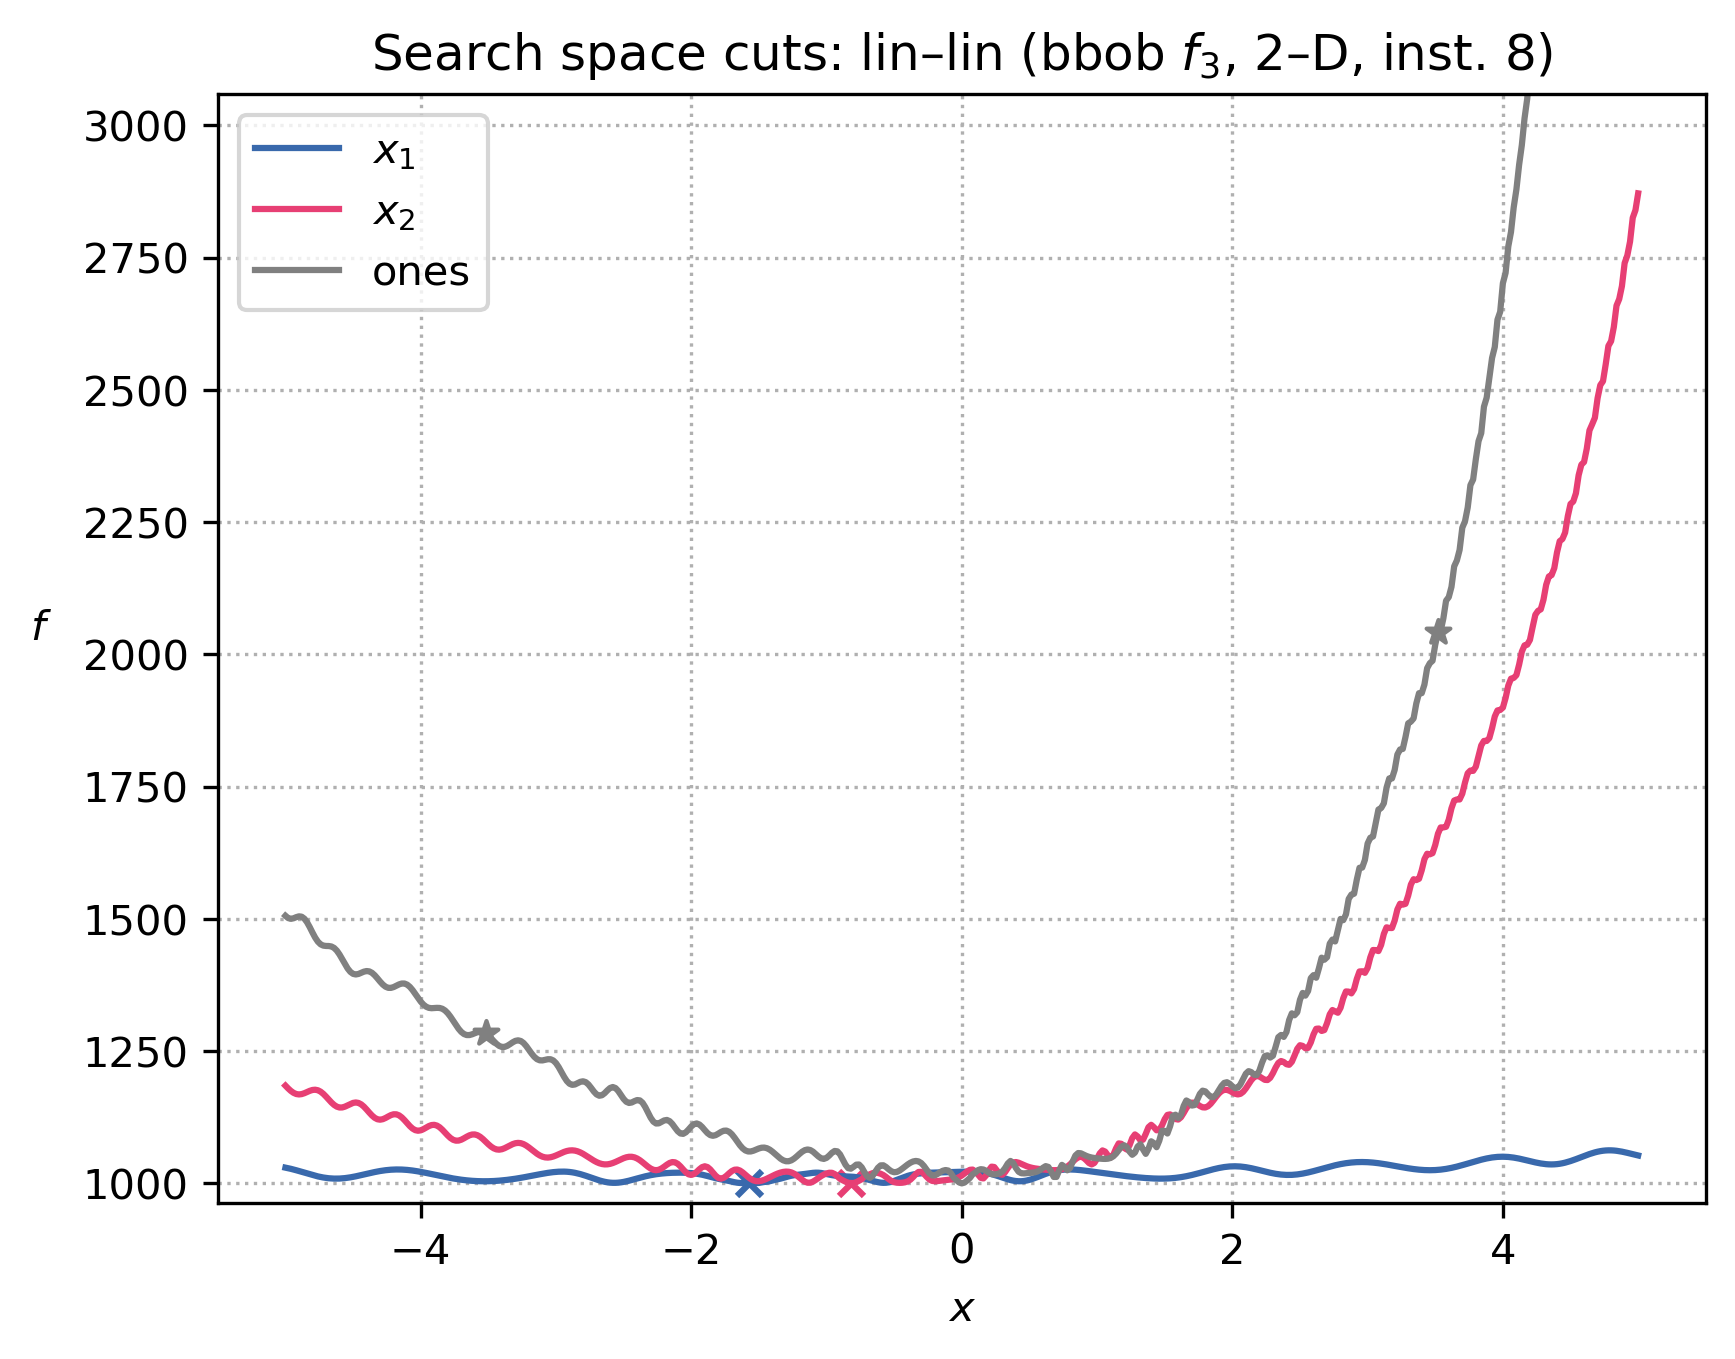 Search space cuts: lin–lin (bbob f₃, 2–D, inst. 8)
x₁
x₂
ones
3000
2750
2500
2250
2000
1750
1500
1250
1000
f
−4 −2 0 2 4
x